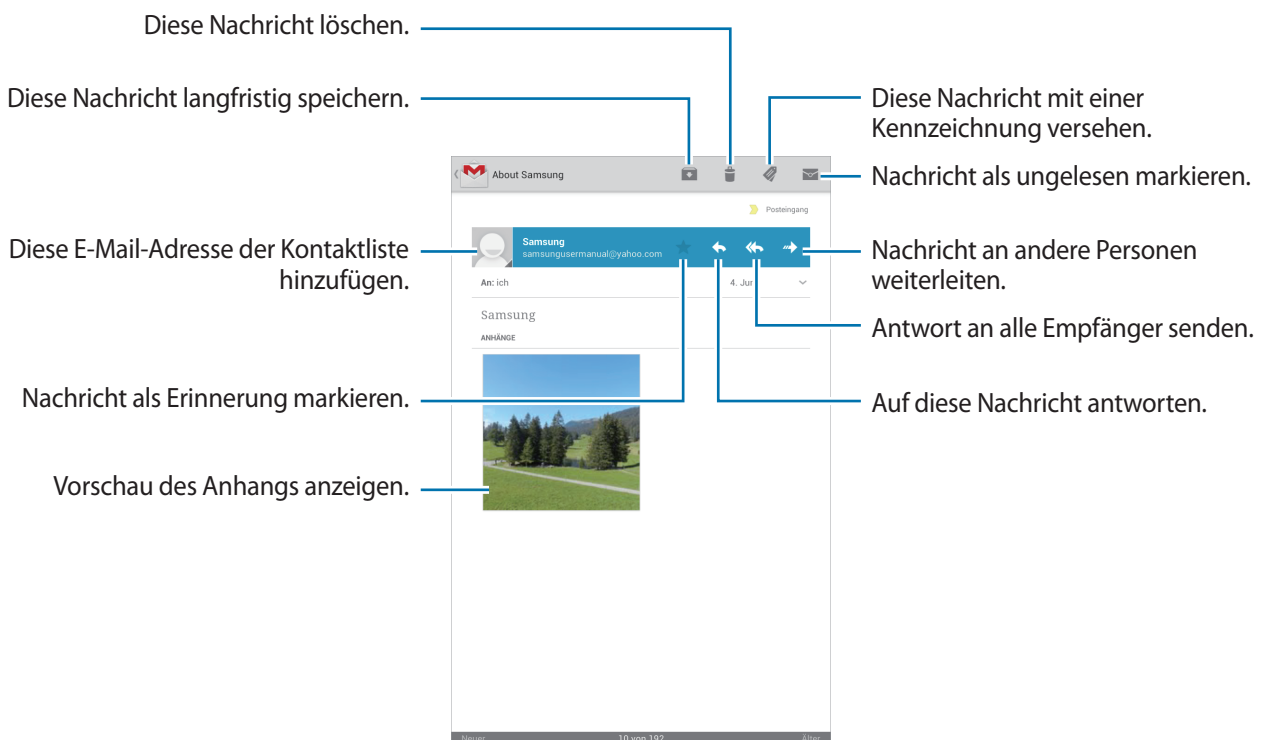 Diese Nachricht löschen.
Diese Nachricht langfristig speichern.
Diese Nachricht mit einer
Kennzeichnung versehen.
About Samsung
Nachricht als ungelesen markieren.
Posteingang
Diese E-Mail-Adresse der Kontaktliste
hinzufügen.
Samsung
samsungusermanual@yahoo.com
Nachricht an andere Personen
weiterleiten.
An: ich
4. Jun
Samsung
ANHÄNGE
Antwort an alle Empfänger senden.
Nachricht als Erinnerung markieren.
Auf diese Nachricht antworten.
Vorschau des Anhangs anzeigen.
Neuer
10 von 192
Älter